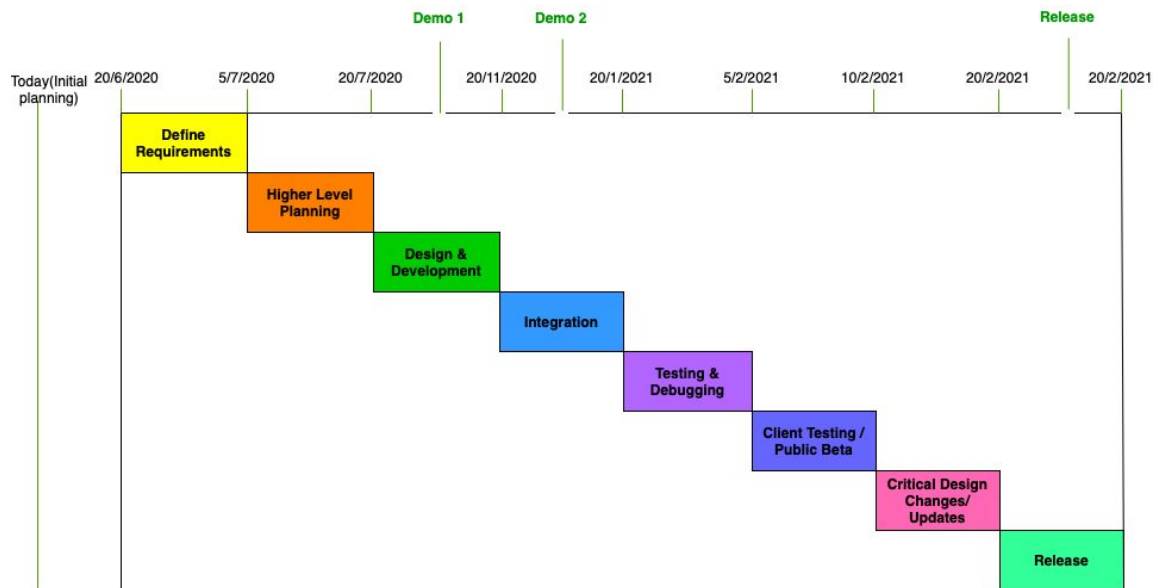 Demo 1
Demo 2
Release
Today(Initial
planning)
20/6/2020
5/7/2020
20/7/2020
20/11/2020
20/1/2021
5/2/2021
10/2/2021
20/2/2021
20/2/2021
Define
Requirements
Higher Level
Planning
Design &
Development
Integration
Testing &
Debugging
Client Testing /
Public Beta
Critical Design
Changes/
Updates
Release